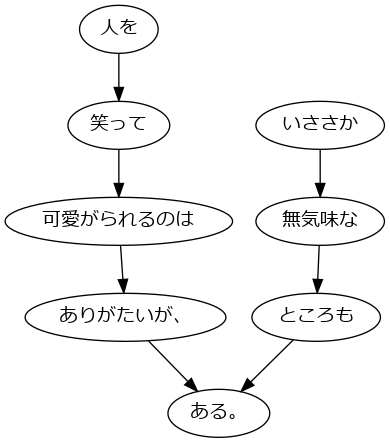 人を
笑って
いささか
可愛がられるのは
無気味な
ありがたいが、
ところも
ある。